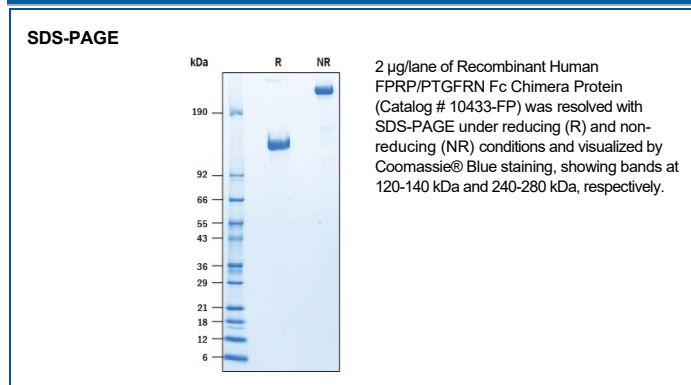 SDS-PAGE
kDa R NR
190
92
66
55
43
36
29
21
18
12
6
2 µg/lane of Recombinant Human
FPRP/PTGFRN Fc Chimera Protein
(Catalog # 10433-FP) was resolved with
SDS-PAGE under reducing (R) and non-
reducing (NR) conditions and visualized by
Coomassie® Blue staining, showing bands at
120-140 kDa and 240-280 kDa, respectively.